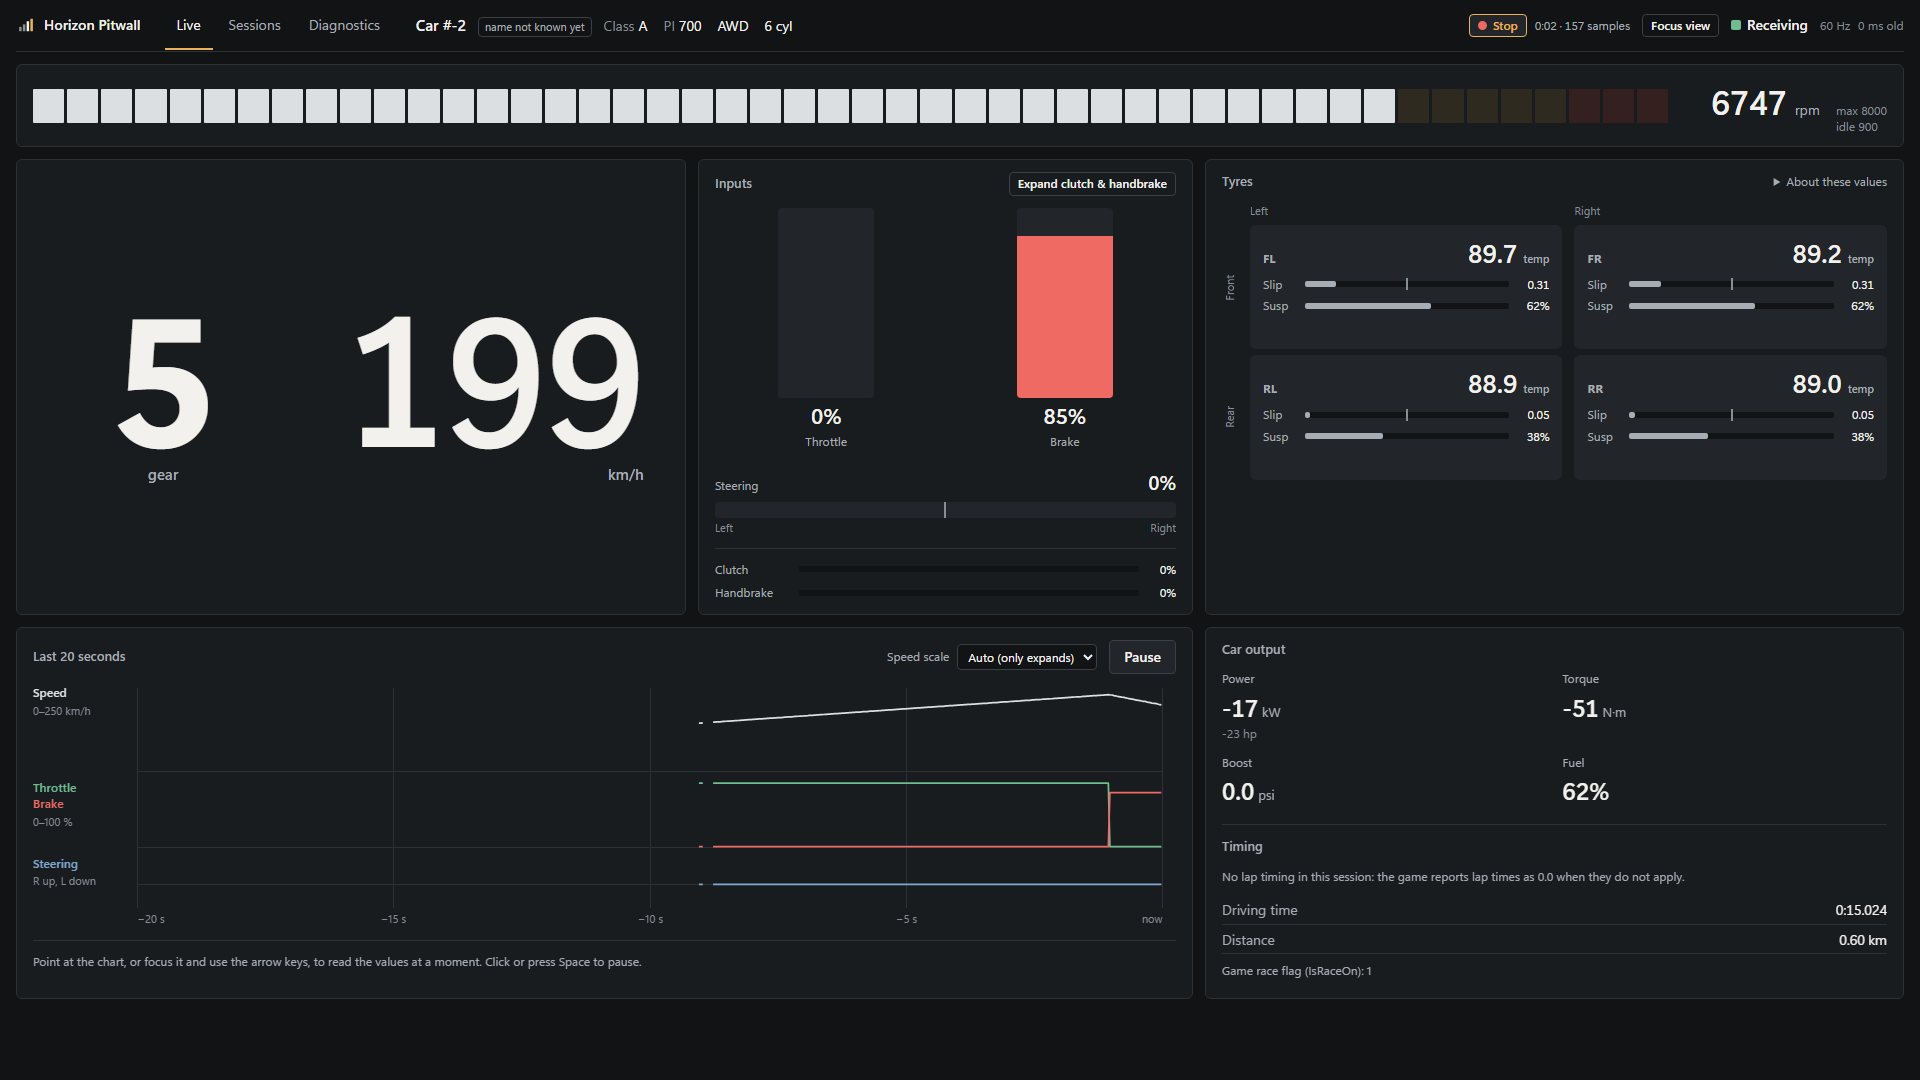 Horizon Pitwall
Live
Sessions
Diagnostics
Car #-2
name not known yet
Class A
PI 700
AWD
6 cyl
Stop
0:02 · 157 samples
Focus view
Receiving
60 Hz
0 ms old
6747 rpm
max 8000
idle 900
5
gear
199
km/h
Inputs
Expand clutch & handbrake
0%
Throttle
85%
Brake
Steering
0%
Left
Right
Clutch
0%
Handbrake
0%
Tyres
About these values
Left
Right
Front
FL
89.7 temp
Slip
0.31
Susp
62%
FR
89.2 temp
Slip
0.31
Susp
62%
Rear
RL
88.9 temp
Slip
0.05
Susp
38%
RR
89.0 temp
Slip
0.05
Susp
38%
Last 20 seconds
Speed scale
Auto (only expands)
Pause
Speed
0–250 km/h
Throttle
Brake
0–100 %
Steering
R up, L down
−20 s
−15 s
−10 s
−5 s
now
Point at the chart, or focus it and use the arrow keys, to read the values at a moment. Click or press Space to pause.
Car output
Power
-17 kW
-23 hp
Torque
-51 N·m
Boost
0.0 psi
Fuel
62%
Timing
No lap timing in this session: the game reports lap times as 0.0 when they do not apply.
Driving time
0:15.024
Distance
0.60 km
Game race flag (IsRaceOn): 1